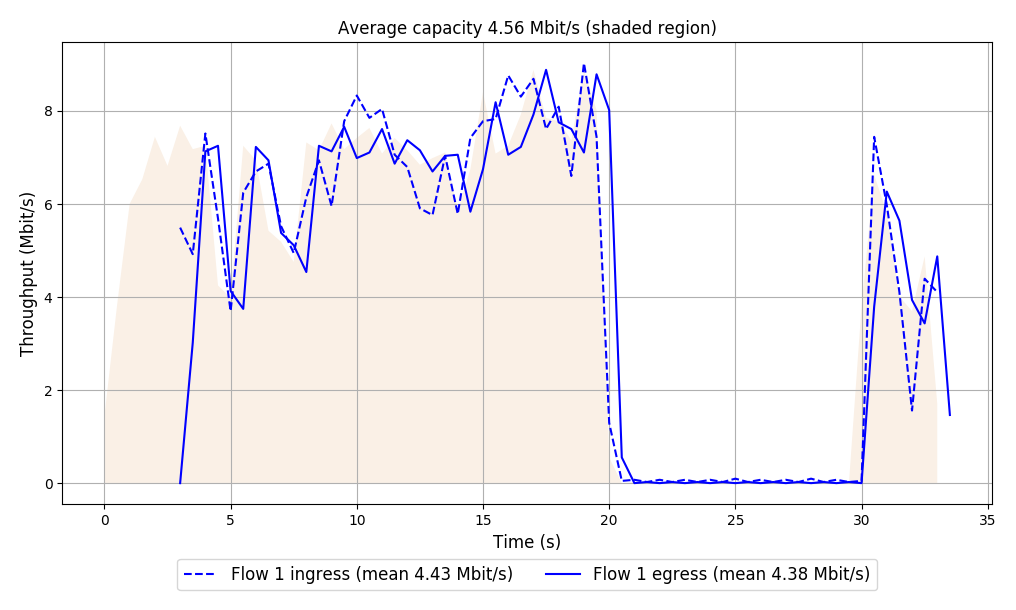 Average capacity 4.56 Mbit/s (shaded region)
Throughput (Mbit/s)
8
6
4
2
0
0 5 10 15 20 25 30 35
Time (s)
Flow 1 ingress (mean 4.43 Mbit/s) Flow 1 egress (mean 4.38 Mbit/s)